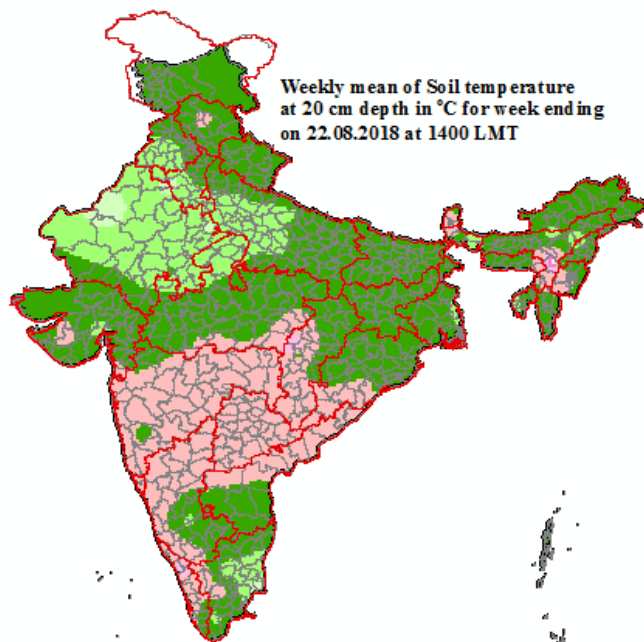 Weekly mean of Soil temperature
at 20 cm depth in °C for week ending
on 22.08.2018 at 1400 LMT